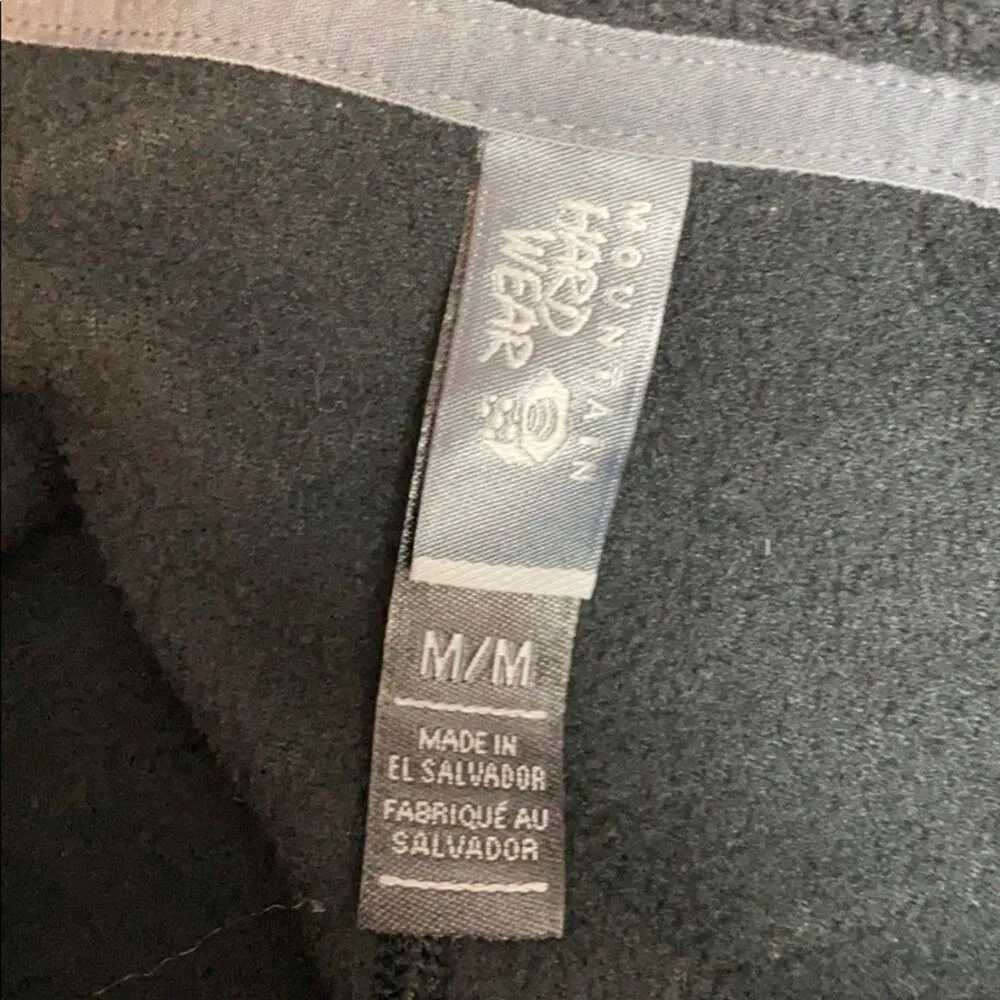 MOUNTAIN
HARD
WEAR
M/M
MADE IN
EL SALVADOR
FABRIQUÉ AU
SALVADOR